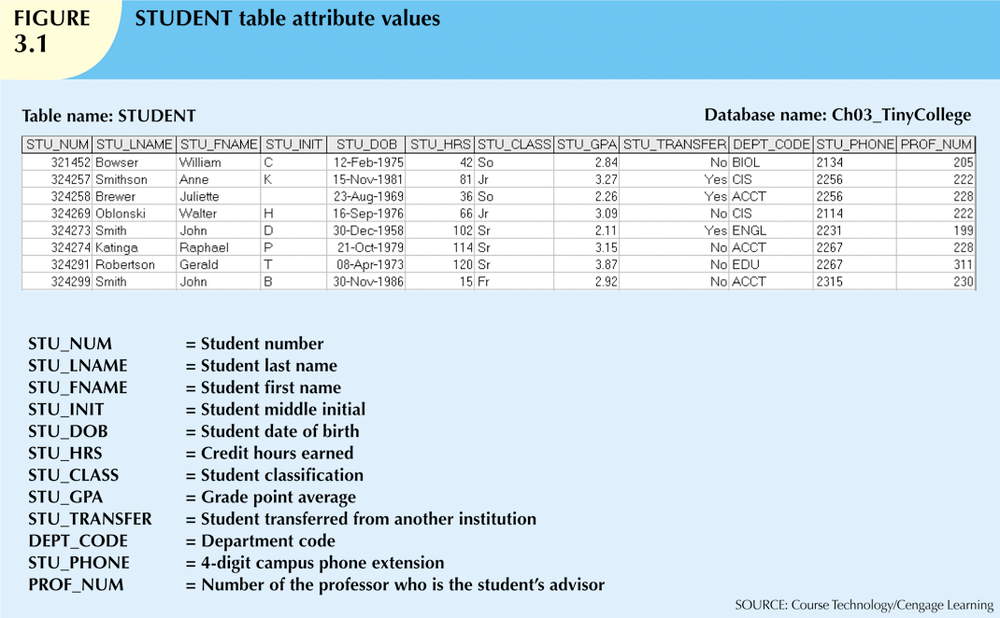 FIGURE
3.1
STUDENT table attribute values
Table name: STUDENT
Database name: Ch03_TinyCollege
STU_NUM STU_LNAME STU_FNAME STU_INIT STU_DOB STU_HRS STU_CLASS STU_GPA STU_TRANSFER DEPT_CODE STU_PHONE PROF_NUM
321452 Bowser William C 12-Feb-1975 42 So 2.84 No BIOL 2134 205
324257 Smithson Anne K 15-Nov-1981 81 Jr 3.27 Yes CIS 2256 222
324258 Brewer Juliette 23-Aug-1969 36 So 2.26 Yes ACCT 2256 228
324269 Oblonski Walter H 16-Sep-1976 66 Jr 3.09 No CIS 2114 222
324273 Smith John D 30-Dec-1958 102 Sr 2.11 Yes ENGL 2231 199
324274 Katinga Raphael P 21-Oct-1979 114 Sr 3.15 No ACCT 2267 228
324291 Robertson Gerald T 08-Apr-1973 120 Sr 3.87 No EDU 2267 311
324299 Smith John B 30-Nov-1986 15 Fr 2.92 No ACCT 2315 230
STU_NUM = Student number
STU_LNAME = Student last name
STU_FNAME = Student first name
STU_INIT = Student middle initial
STU_DOB = Student date of birth
STU_HRS = Credit hours earned
STU_CLASS = Student classification
STU_GPA = Grade point average
STU_TRANSFER = Student transferred from another institution
DEPT_CODE = Department code
STU_PHONE = 4-digit campus phone extension
PROF_NUM = Number of the professor who is the student's advisor
SOURCE: Course Technology/Cengage Learning